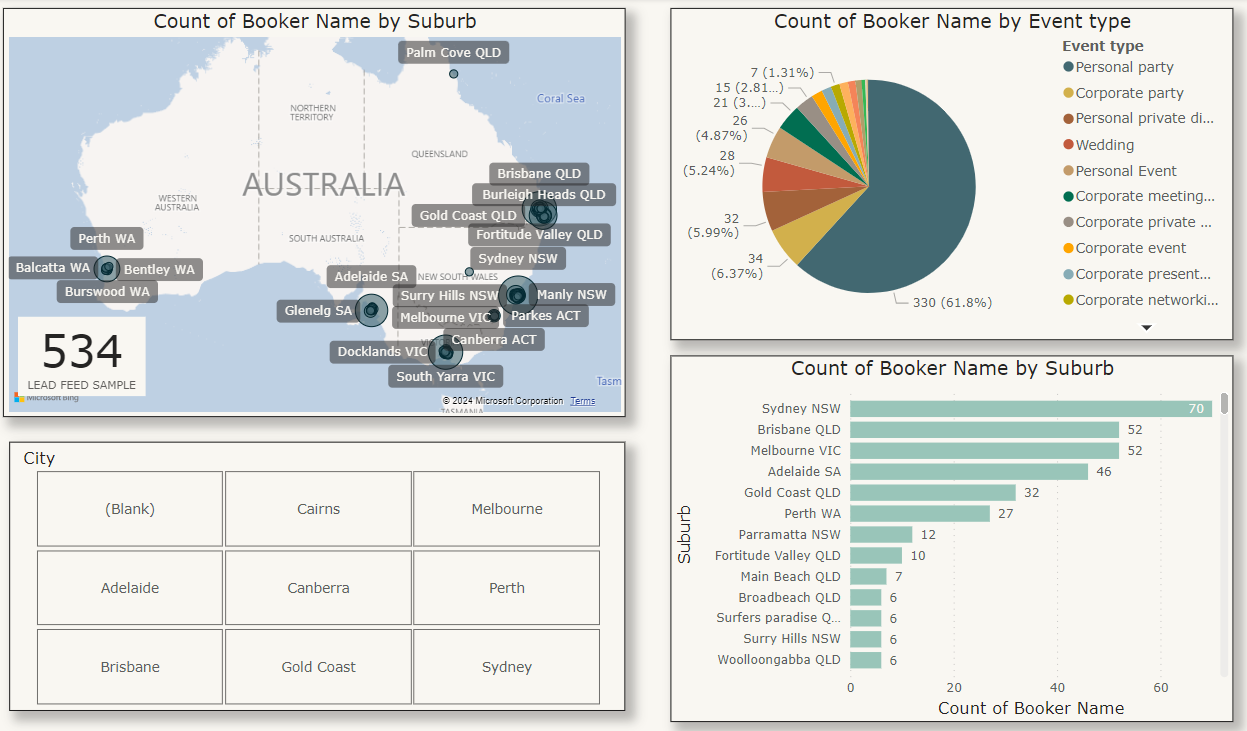 Count of Booker Name by Suburb
Palm Cove QLD
Coral Sea
NORTHERN
TERRITORY
QUEENSLAND
Brisbane QLD
AUSTRALIA
Burleigh Heads QLD
WESTERN
AUSTRALIA
Gold Coast QLD
Fortitude Valley QLD
SOUTH AUSTRALIA
Perth WA
Sydney NSW
Balcatta WA
Bentley WA
Adelaide SA
NEW SOUTH WALES
Burswood WA
Surry Hills NSW
Manly NSW
Glenelg SA
Melbourne VIC
Parkes ACT
Canberra ACT
Docklands VIC
South Yarra VIC
534
LEAD FEED SAMPLE
Tasm
Microsoft Bing
© 2024 Microsoft Corporation Terms
TASMANIA
City
(Blank)
Cairns
Melbourne
Adelaide
Canberra
Perth
Brisbane
Gold Coast
Sydney
Count of Booker Name by Event type
7 (1.31%)
15 (2.81...)
21 (3....)
26
(4.87%)
28
(5.24%)
32
(5.99%)
34
(6.37%)
330 (61.8%)
Event type
Personal party
Corporate party
Personal private di...
Wedding
Personal Event
Corporate meeting...
Corporate private ...
Corporate event
Corporate present...
Corporate networki...
Count of Booker Name by Suburb
Suburb
Sydney NSW 70
Brisbane QLD 52
Melbourne VIC 52
Adelaide SA 46
Gold Coast QLD 32
Perth WA 27
Parramatta NSW 12
Fortitude Valley QLD 10
Main Beach QLD 7
Broadbeach QLD 6
Surfers paradise Q... 6
Surry Hills NSW 6
Woolloongabba QLD 6
0 20 40 60
Count of Booker Name